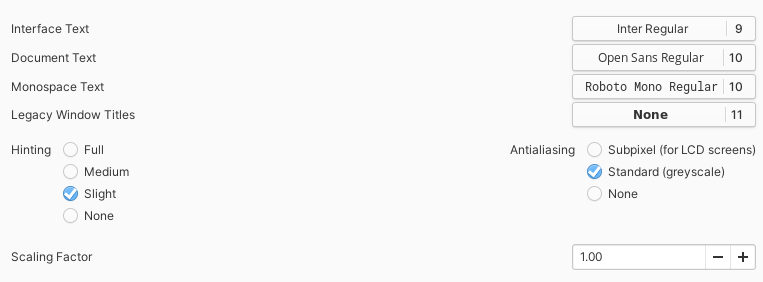 Interface Text Inter Regular 9
Document Text Open Sans Regular 10
Monospace Text Roboto Mono Regular 10
Legacy Window Titles None 11
Hinting Full Antialiasing Subpixel (for LCD screens)
Medium Standard (greyscale)
Slight None
None
Scaling Factor 1.00 − +